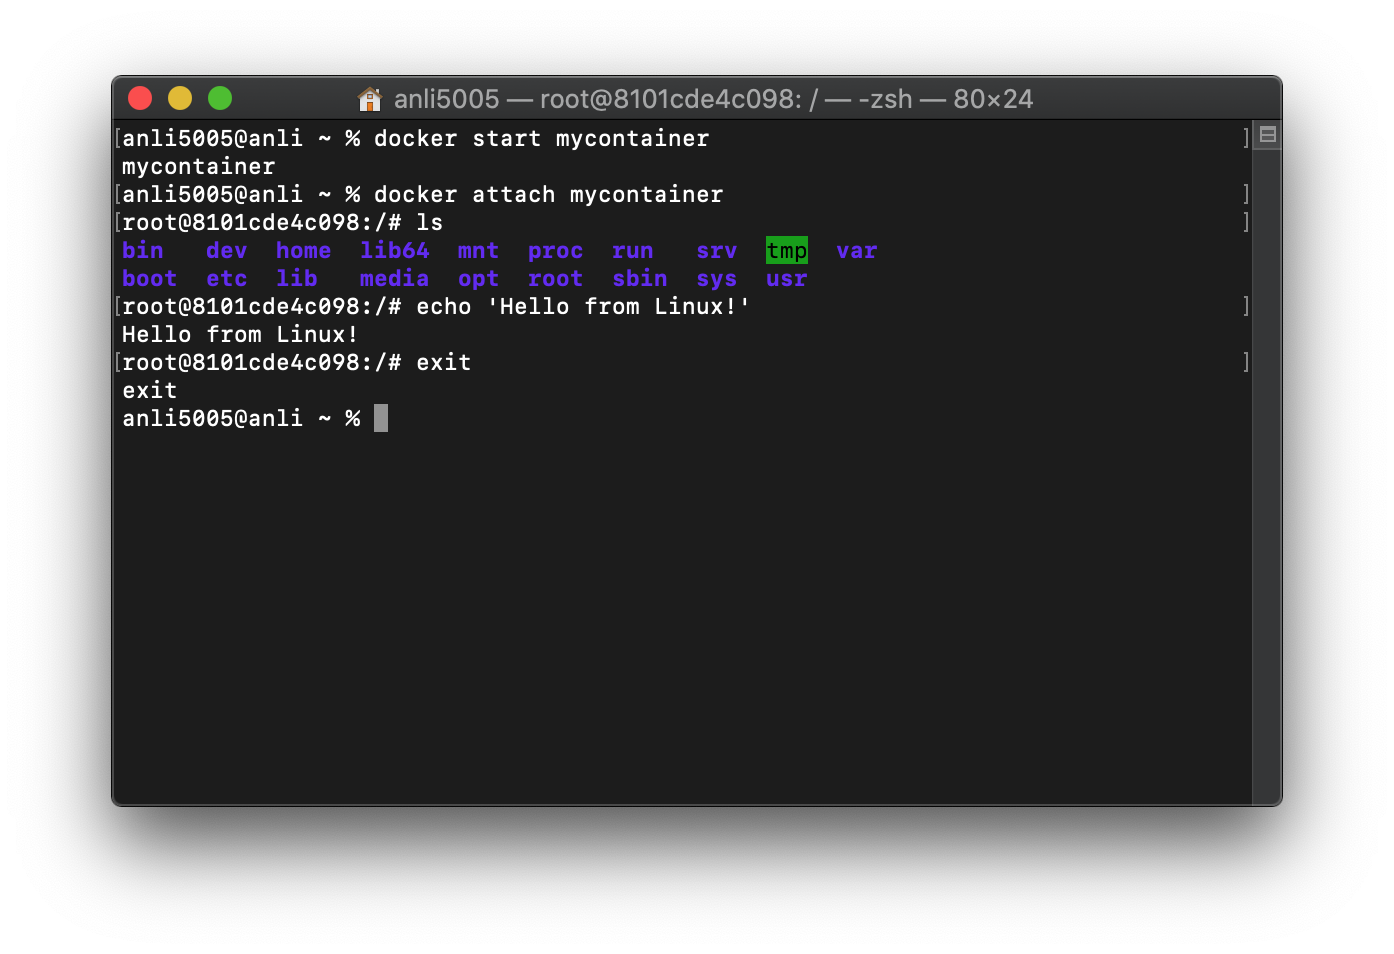 anli5005 — root@8101cde4c098: / — -zsh — 80×24
[anli5005@anli ~ % docker start mycontainer ]
mycontainer
[anli5005@anli ~ % docker attach mycontainer ]
[root@8101cde4c098:/# ls ]
bin dev home lib64 mnt proc run srv tmp var
boot etc lib media opt root sbin sys usr
[root@8101cde4c098:/# echo 'Hello from Linux!' ]
Hello from Linux!
[root@8101cde4c098:/# exit ]
exit
anli5005@anli ~ %